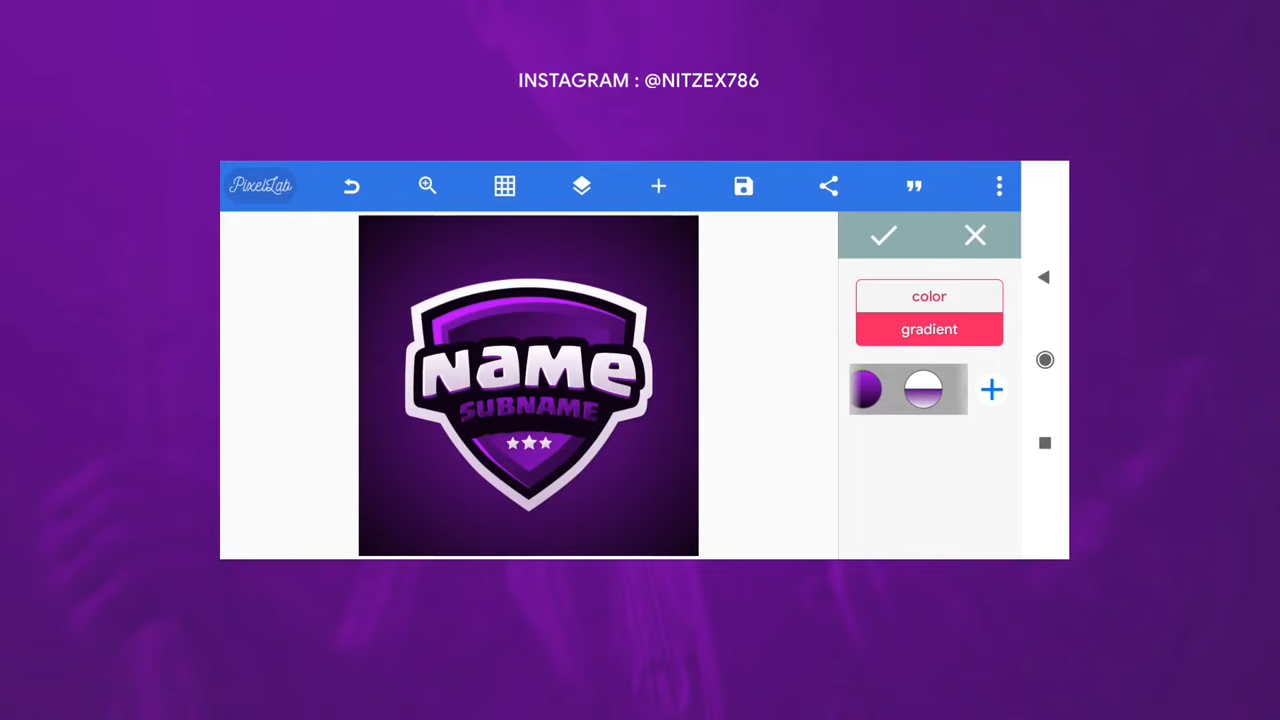 INSTAGRAM : @NITZEX786
PixelLab
color
gradient
NaMe
SUBNAME